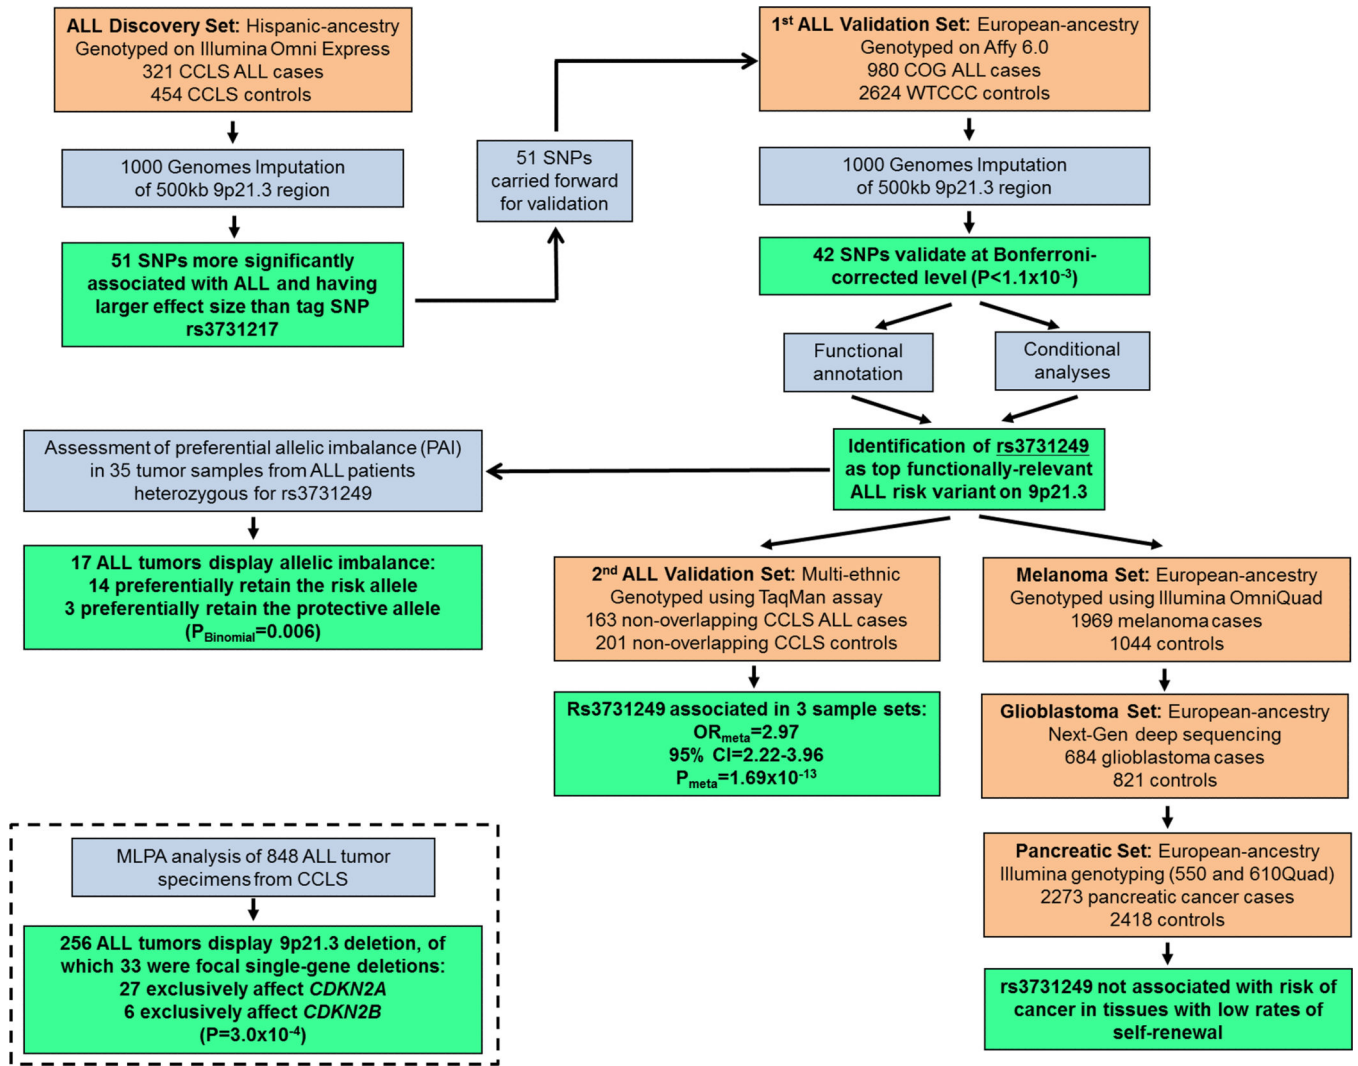 ALL Discovery Set: Hispanic-ancestry
Genotyped on Illumina Omni Express
321 CCLS ALL cases
454 CCLS controls
1000 Genomes Imputation
of 500kb 9p21.3 region
51 SNPs more significantly
associated with ALL and having
larger effect size than tag SNP
rs3731217
51 SNPs
carried forward
for validation
1st ALL Validation Set: European-ancestry
Genotyped on Affy 6.0
980 COG ALL cases
2624 WTCCC controls
1000 Genomes Imputation
of 500kb 9p21.3 region
42 SNPs validate at Bonferroni-
corrected level (P<1.1x10-3)
Functional
annotation
Conditional
analyses
Identification of rs3731249
as top functionally-relevant
ALL risk variant on 9p21.3
Assessment of preferential allelic imbalance (PAI)
in 35 tumor samples from ALL patients
heterozygous for rs3731249
17 ALL tumors display allelic imbalance:
14 preferentially retain the risk allele
3 preferentially retain the protective allele
(PBinomial=0.006)
2nd ALL Validation Set: Multi-ethnic
Genotyped using TaqMan assay
163 non-overlapping CCLS ALL cases
201 non-overlapping CCLS controls
Rs3731249 associated in 3 sample sets:
ORmeta=2.97
95% CI=2.22-3.96
Pmeta=1.69x10-13
Melanoma Set: European-ancestry
Genotyped using Illumina OmniQuad
1969 melanoma cases
1044 controls
Glioblastoma Set: European-ancestry
Next-Gen deep sequencing
684 glioblastoma cases
821 controls
Pancreatic Set: European-ancestry
Illumina genotyping (550 and 610Quad)
2273 pancreatic cancer cases
2418 controls
rs3731249 not associated with risk of
cancer in tissues with low rates of
self-renewal
MLPA analysis of 848 ALL tumor
specimens from CCLS
256 ALL tumors display 9p21.3 deletion, of
which 33 were focal single-gene deletions:
27 exclusively affect CDKN2A
6 exclusively affect CDKN2B
(P=3.0x10-4)